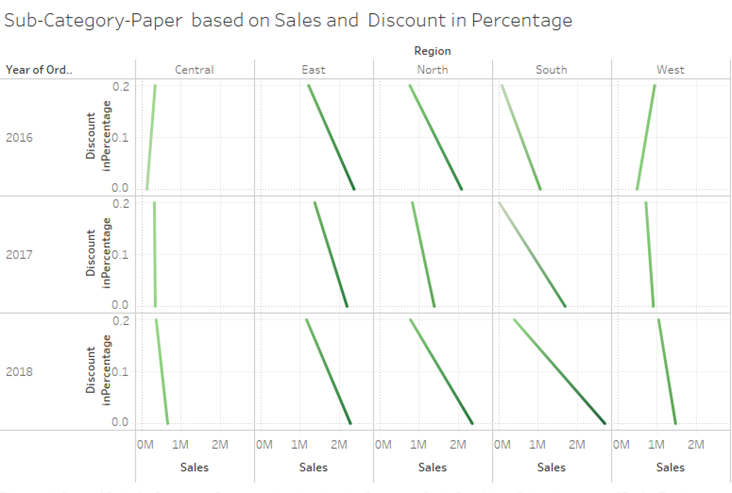 Sub-Category-Paper based on Sales and Discount in Percentage
Region
Year of Ord.. Central East North South West
2016
Discount
inPercentage
0.2
0.1
0.0
2017
Discount
inPercentage
0.2
0.1
0.0
2018
Discount
inPercentage
0.2
0.1
0.0
0M 1M 2M 0M 1M 2M 0M 1M 2M 0M 1M 2M 0M 1M 2M
Sales Sales Sales Sales Sales